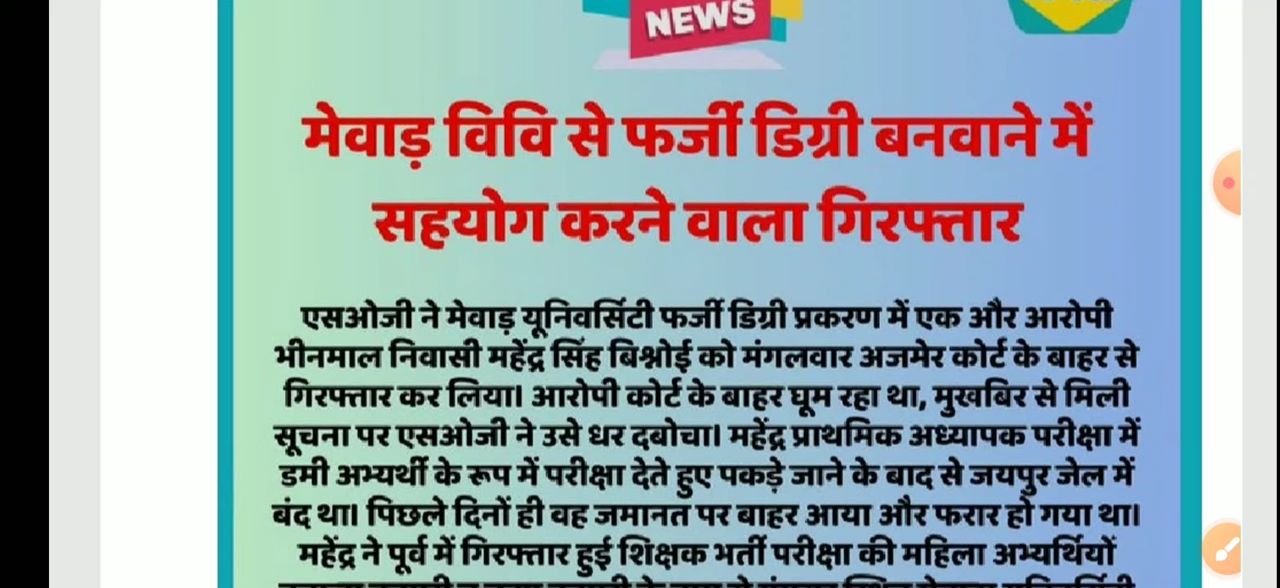 NEWS
मेवाड़ विवि से फर्जी डिग्री बनवाने में
सहयोग करने वाला गिरफ्तार
एसओजी ने मेवाड़ यूनिवर्सिटी फर्जी डिग्री प्रकरण में एक और आरोपी
भीनमाल निवासी महेंद्र सिंह बिश्नोई को मंगलवार अजमेर कोर्ट के बाहर से
गिरफ्तार कर लिया। आरोपी कोर्ट के बाहर घूम रहा था, मुखबिर से मिली
सूचना पर एसओजी ने उसे धर दबोचा। महेंद्र प्राथमिक अध्यापक परीक्षा में
डमी अभ्यर्थी के रूप में परीक्षा देते हुए पकड़े जाने के बाद से जयपुर जेल में
बंद था। पिछले दिनों ही वह जमानत पर बाहर आया और फरार हो गया था।
महेंद्र ने पूर्व में गिरफ्तार हुई शिक्षक भर्ती परीक्षा की महिला अभ्यर्थियों